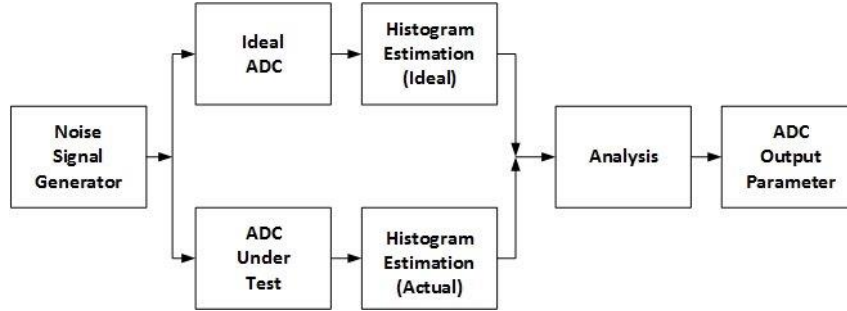 Noise
Signal
Generator
Ideal
ADC
Histogram
Estimation
(Ideal)
ADC
Under
Test
Histogram
Estimation
(Actual)
Analysis
ADC
Output
Parameter